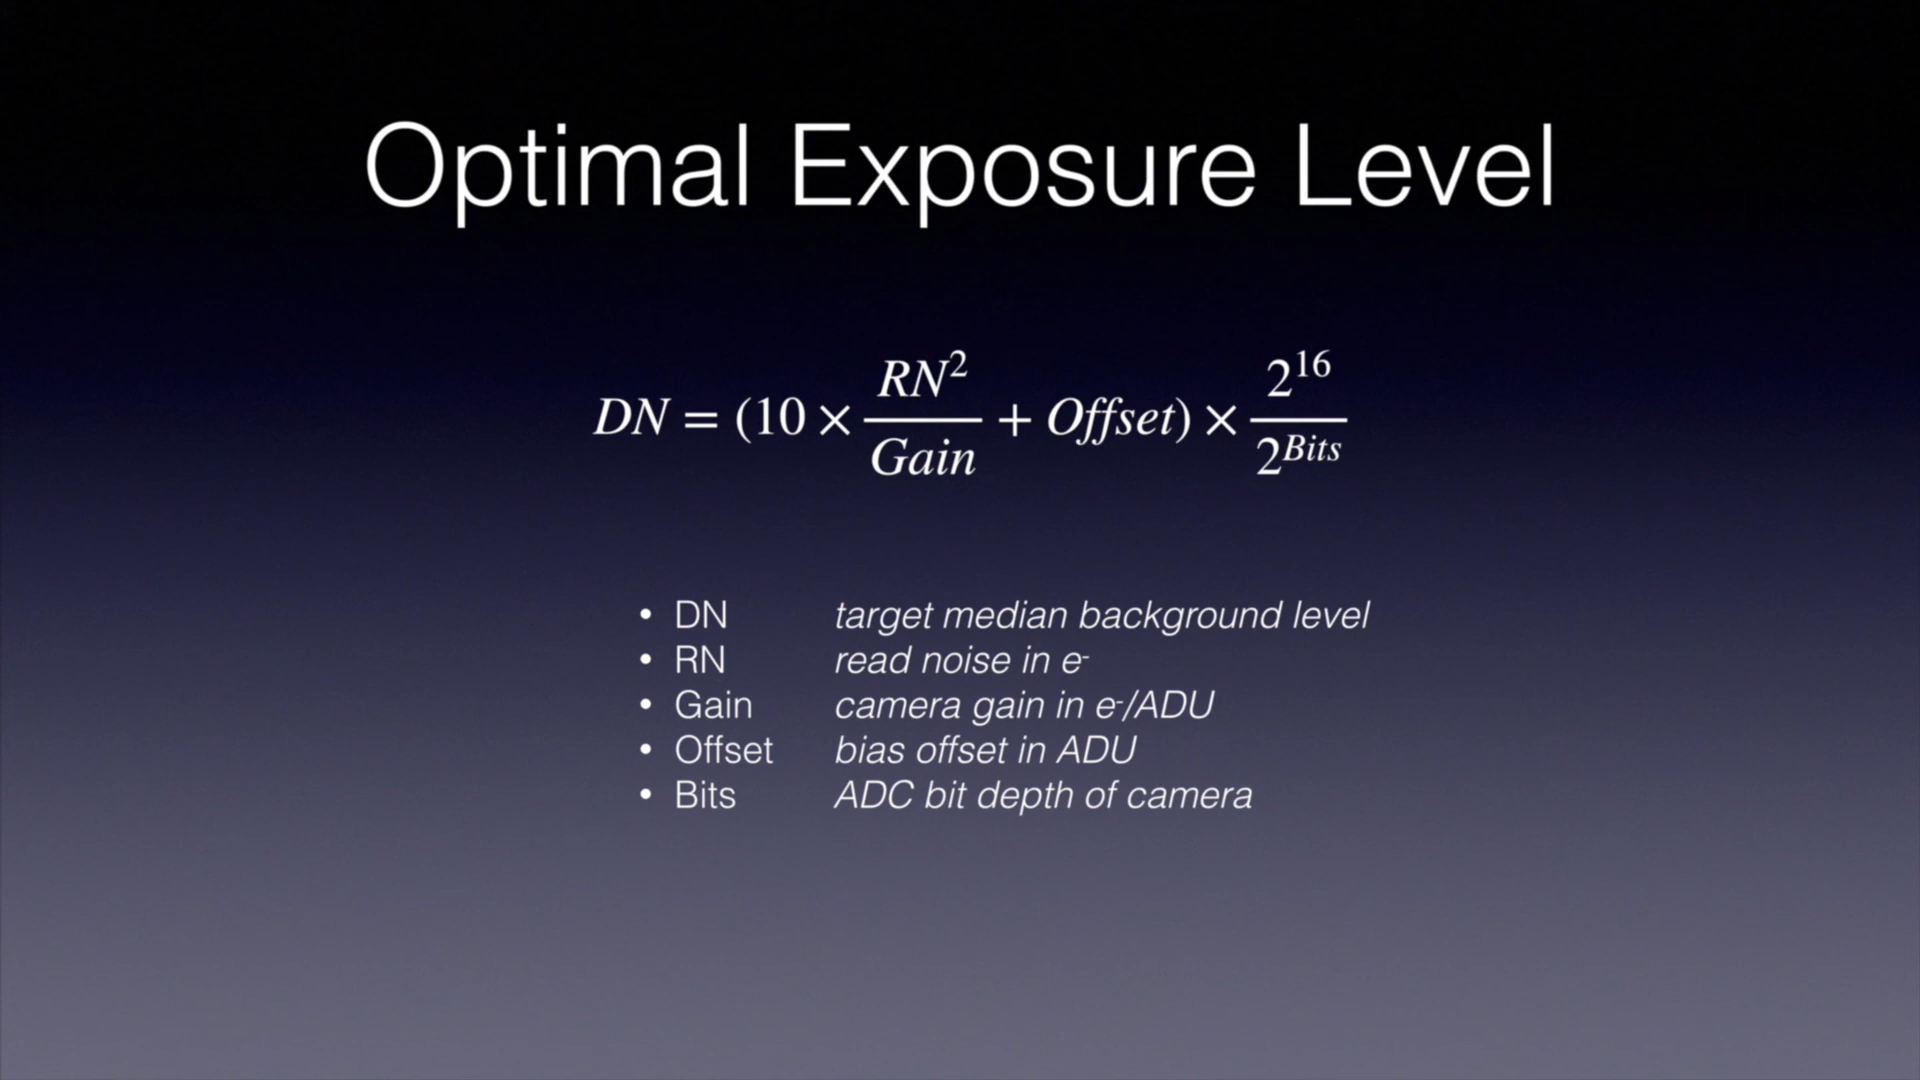 Optimal Exposure Level
DN = (10 × RN²/Gain + Offset) × 2¹⁶/2^Bits
• DN target median background level
• RN read noise in e⁻
• Gain camera gain in e⁻/ADU
• Offset bias offset in ADU
• Bits ADC bit depth of camera